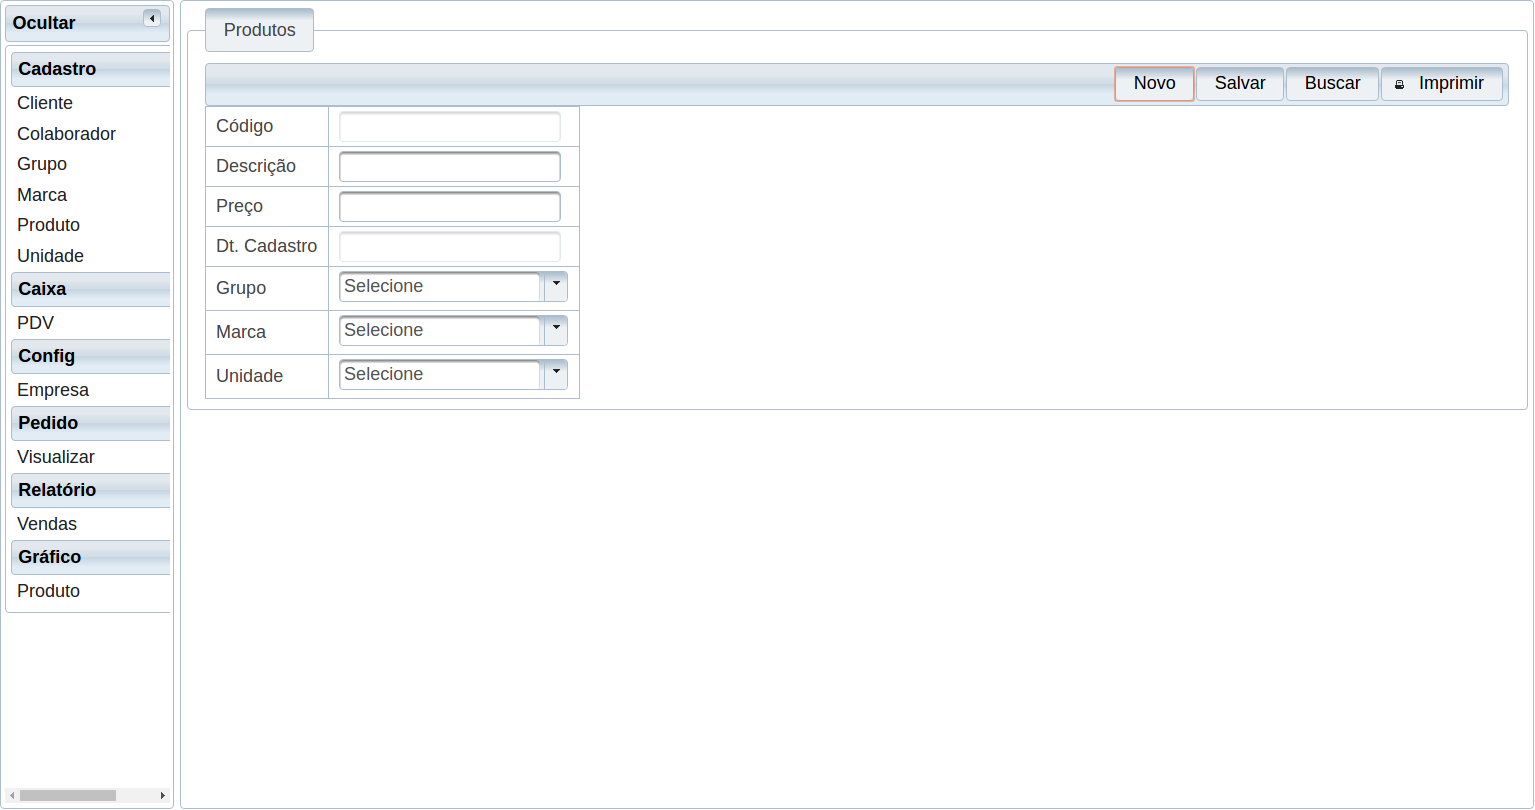 Ocultar
Cadastro
Cliente
Colaborador
Grupo
Marca
Produto
Unidade
Caixa
PDV
Config
Empresa
Pedido
Visualizar
Relatório
Vendas
Gráfico
Produto
Produtos
Novo Salvar Buscar Imprimir
Código
Descrição
Preço
Dt. Cadastro
Grupo Selecione
Marca Selecione
Unidade Selecione